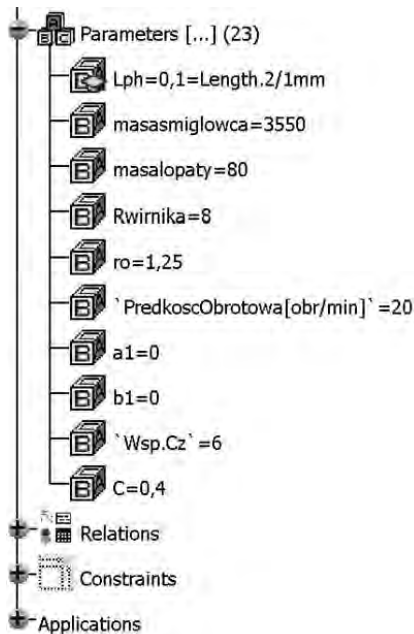 Parameters [...] (23)
Lph=0,1=Length.2/1mm
masasmiglowca=3550
masalopaty=80
Rwirnika=8
ro=1,25
`PredkoscObrotowa[obr/min]`=20
a1=0
b1=0
`Wsp.Cz`=6
C=0,4
Relations
Constraints
Applications